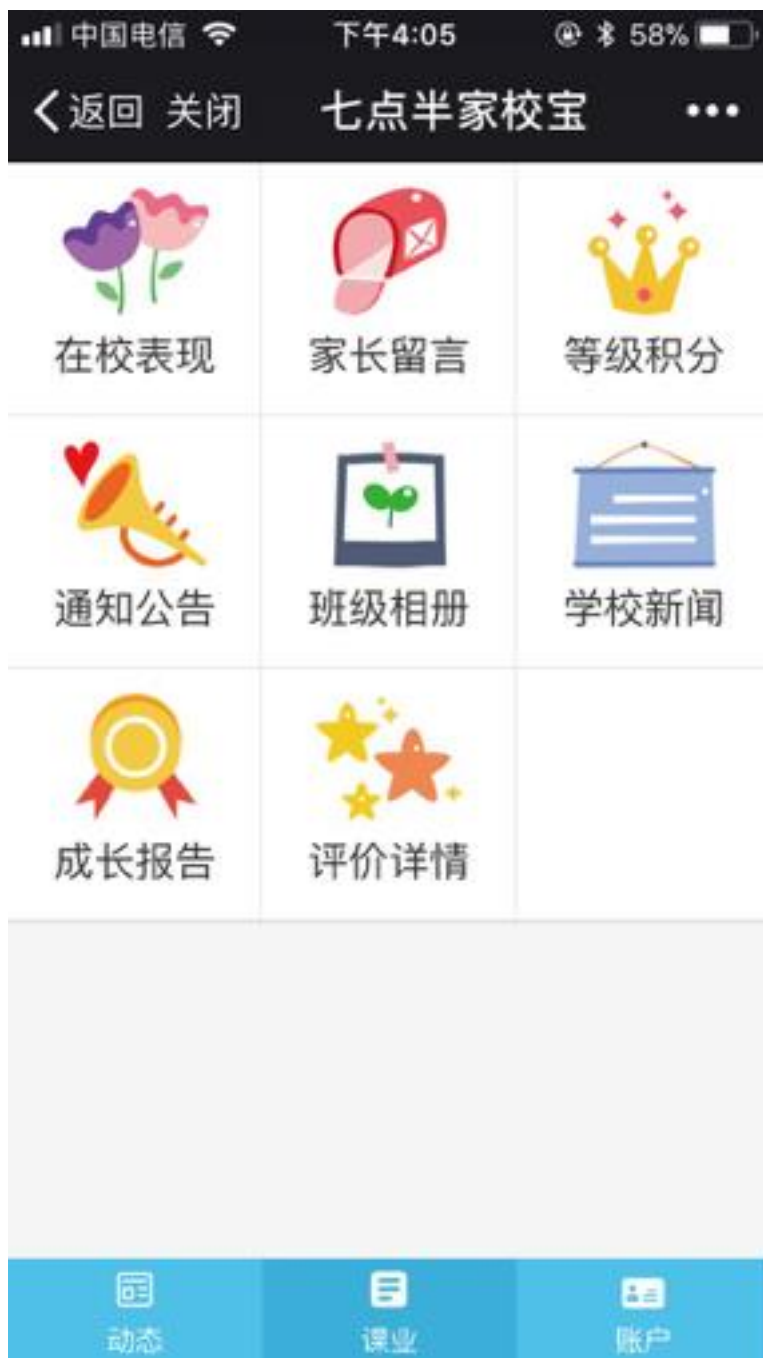 中国电信 下午4:05 58%
返回 关闭 七点半家校宝
在校表现 家长留言 等级积分
通知公告 班级相册 学校新闻
成长报告 评价详情
动态 课业 账户